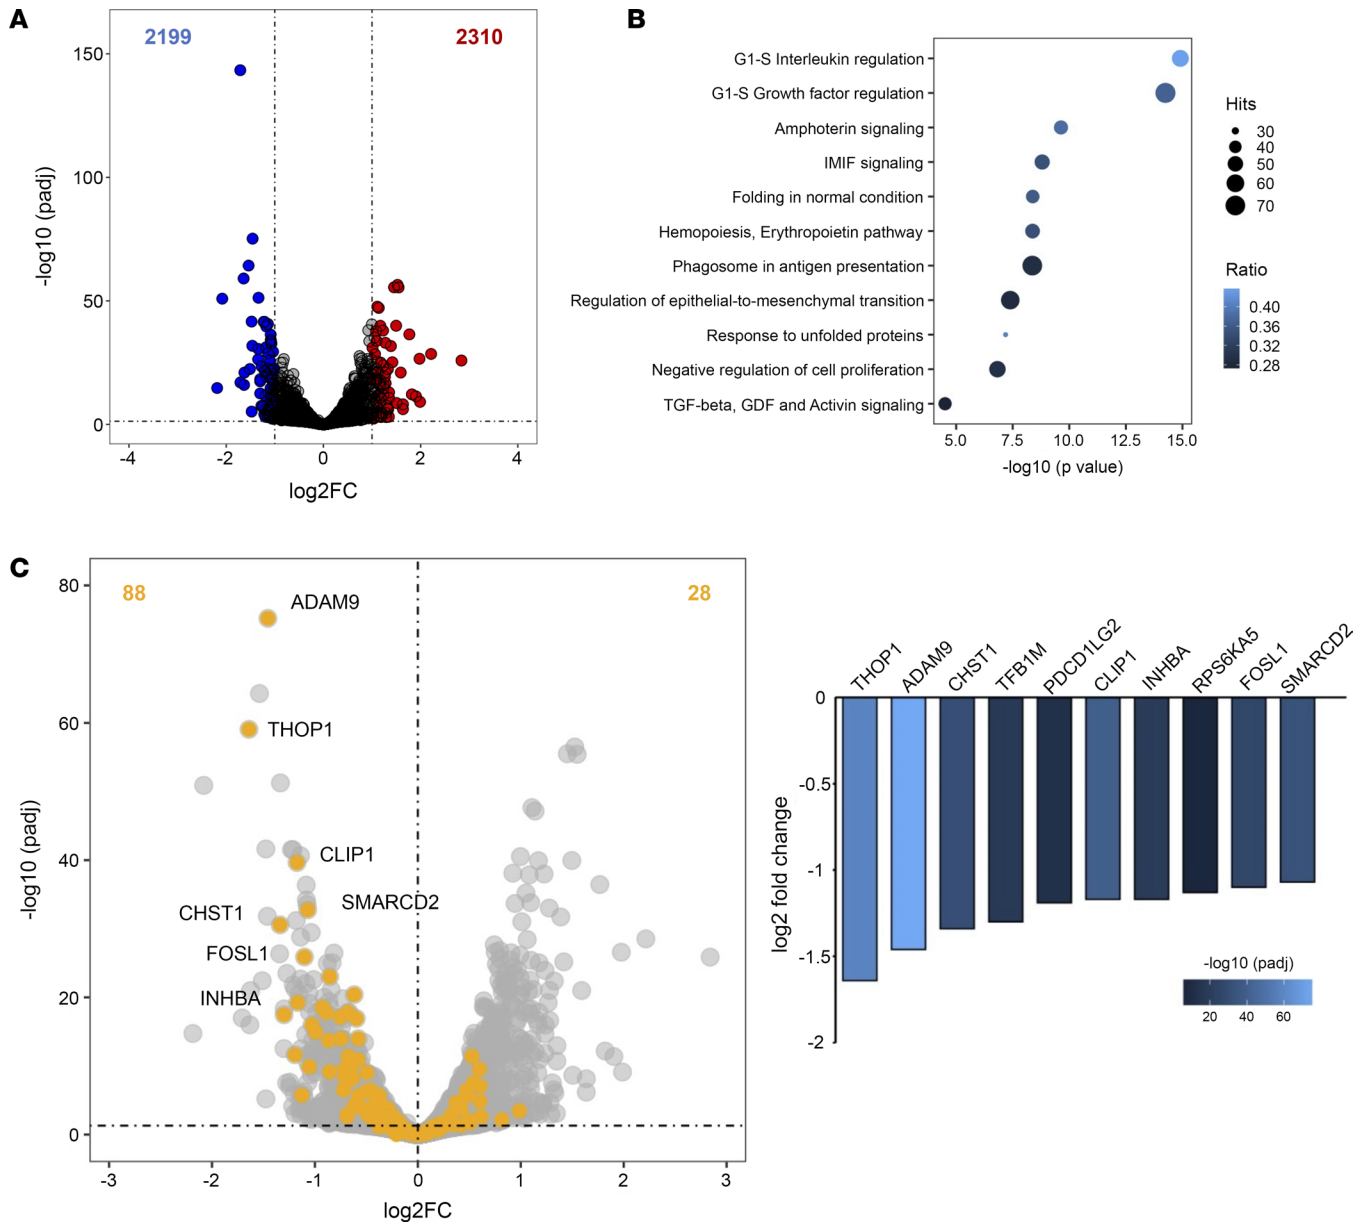 A
2199
2310
150
100
50
0
-log10 (padj)
-4
-2
0
2
4
log2FC
B
G1-S Interleukin regulation
G1-S Growth factor regulation
Amphoterin signaling
IMIF signaling
Folding in normal condition
Hemopoiesis, Erythropoietin pathway
Phagosome in antigen presentation
Regulation of epithelial-to-mesenchymal transition
Response to unfolded proteins
Negative regulation of cell proliferation
TGF-beta, GDF and Activin signaling
5.0
7.5
10.0
12.5
15.0
-log10 (p value)
Hits
30
40
50
60
70
Ratio
0.40
0.36
0.32
0.28
C
88
28
80
60
40
20
0
-log10 (padj)
ADAM9
THOP1
CLIP1
SMARCD2
CHST1
FOSL1
INHBA
-3
-2
-1
0
1
2
3
log2FC
THOP1
ADAM9
CHST1
TFB1M
PDCD1LG2
CLIP1
INHBA
RPS6KA5
FOSL1
SMARCD2
0
-0.5
-1
-1.5
-2
log2 fold change
-log10 (padj)
20
40
60